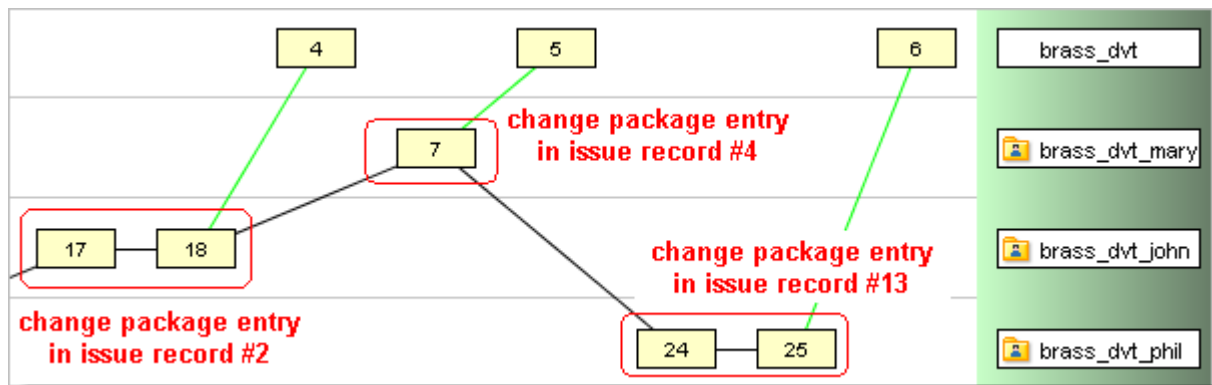 4
5
6
brass_dvt
change package entry
in issue record #4
7
brass_dvt_mary
17
18
change package entry
in issue record #13
brass_dvt_john
change package entry
in issue record #2
24
25
brass_dvt_phil